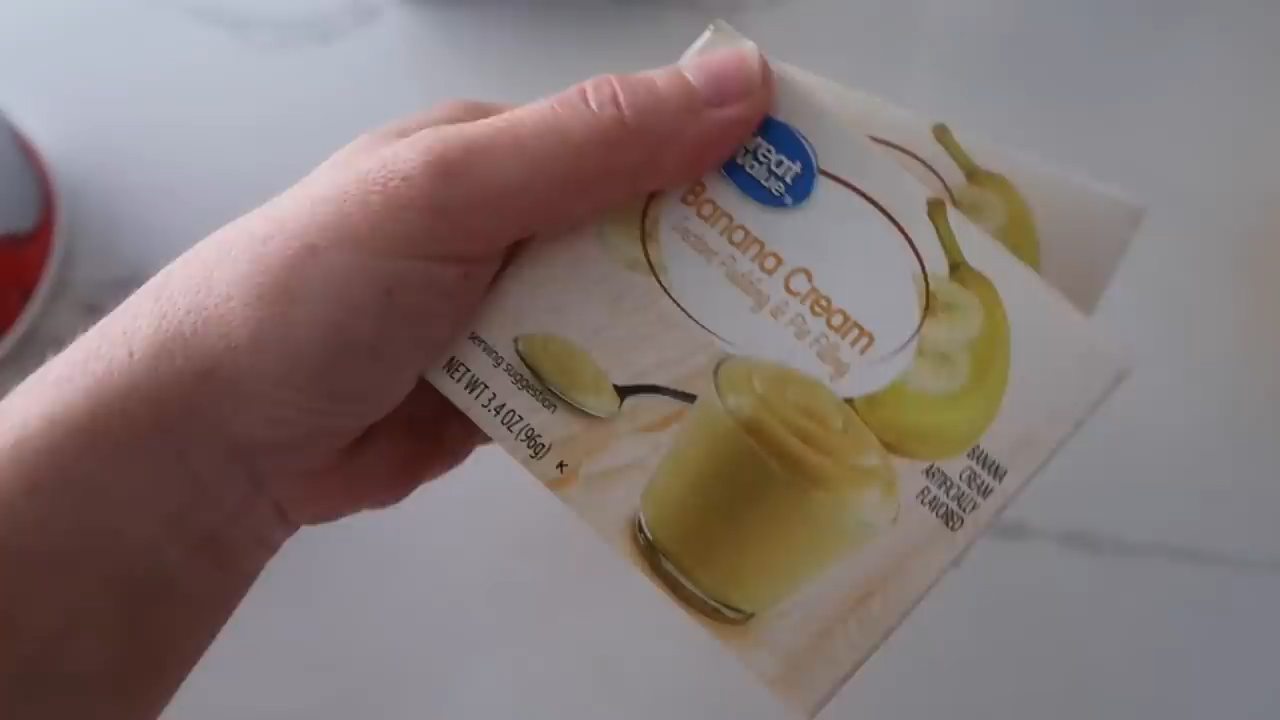 reat
Value
Banana Cream
Instant Pudding & Pie Filling
serving suggestion
NET WT 3.4 OZ (96g)
K
BANANA
CREAM
ARTIFICIALLY
FLAVORED